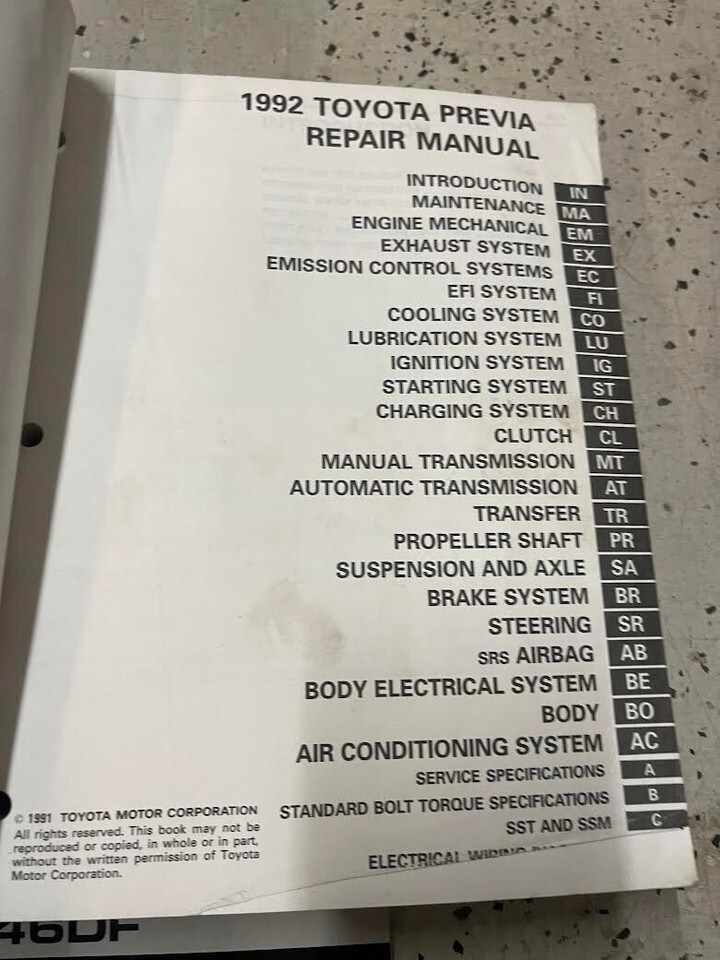 1992 TOYOTA PREVIA
REPAIR MANUAL
INTRODUCTION IN
MAINTENANCE MA
ENGINE MECHANICAL EM
EXHAUST SYSTEM EX
EMISSION CONTROL SYSTEMS EC
EFI SYSTEM FI
COOLING SYSTEM CO
LUBRICATION SYSTEM LU
IGNITION SYSTEM IG
STARTING SYSTEM ST
CHARGING SYSTEM CH
CLUTCH CL
MANUAL TRANSMISSION MT
AUTOMATIC TRANSMISSION AT
TRANSFER TR
PROPELLER SHAFT PR
SUSPENSION AND AXLE SA
BRAKE SYSTEM BR
STEERING SR
SRS AIRBAG AB
BODY ELECTRICAL SYSTEM BE
BODY BO
AIR CONDITIONING SYSTEM AC
SERVICE SPECIFICATIONS A
STANDARD BOLT TORQUE SPECIFICATIONS B
SST AND SSM C
ELECTRICAL WIRING
© 1991 TOYOTA MOTOR CORPORATION
All rights reserved. This book may not be
reproduced or copied, in whole or in part,
without the written permission of Toyota
Motor Corporation.
46DF